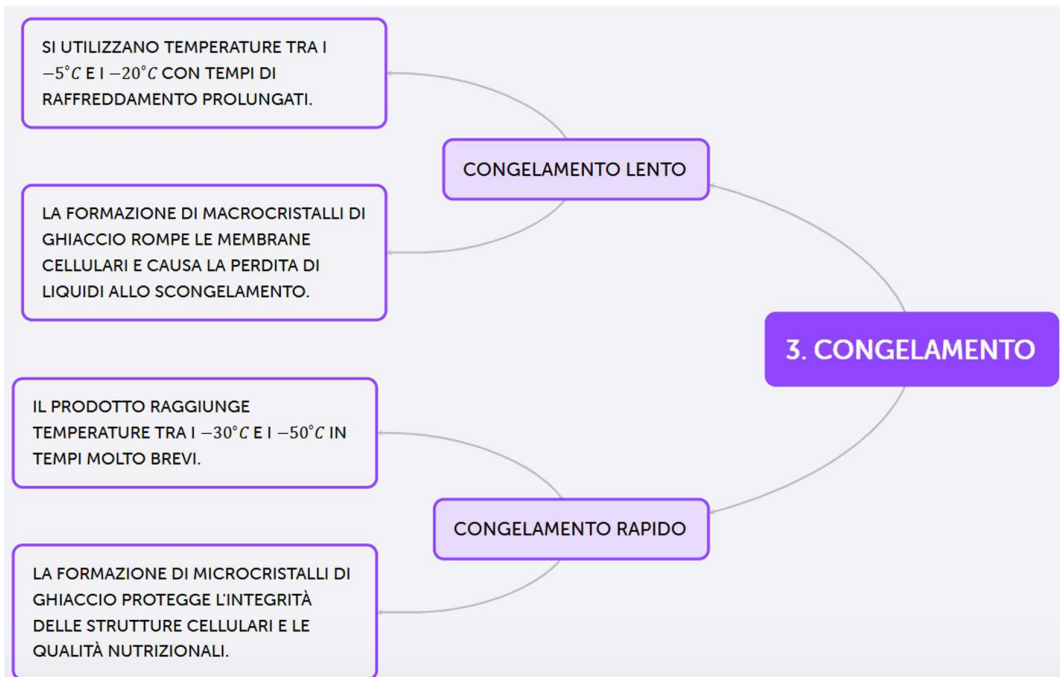 3. CONGELAMENTO
CONGELAMENTO LENTO
SI UTILIZZANO TEMPERATURE TRA I
−5°C E I −20°C CON TEMPI DI
RAFFREDDAMENTO PROLUNGATI.
LA FORMAZIONE DI MACROCRISTALLI DI
GHIACCIO ROMPE LE MEMBRANE
CELLULARI E CAUSA LA PERDITA DI
LIQUIDI ALLO SCONGELAMENTO.
CONGELAMENTO RAPIDO
IL PRODOTTO RAGGIUNGE
TEMPERATURE TRA I −30°C E I −50°C IN
TEMPI MOLTO BREVI.
LA FORMAZIONE DI MICROCRISTALLI DI
GHIACCIO PROTEGGE L'INTEGRITÀ
DELLE STRUTTURE CELLULARI E LE
QUALITÀ NUTRIZIONALI.